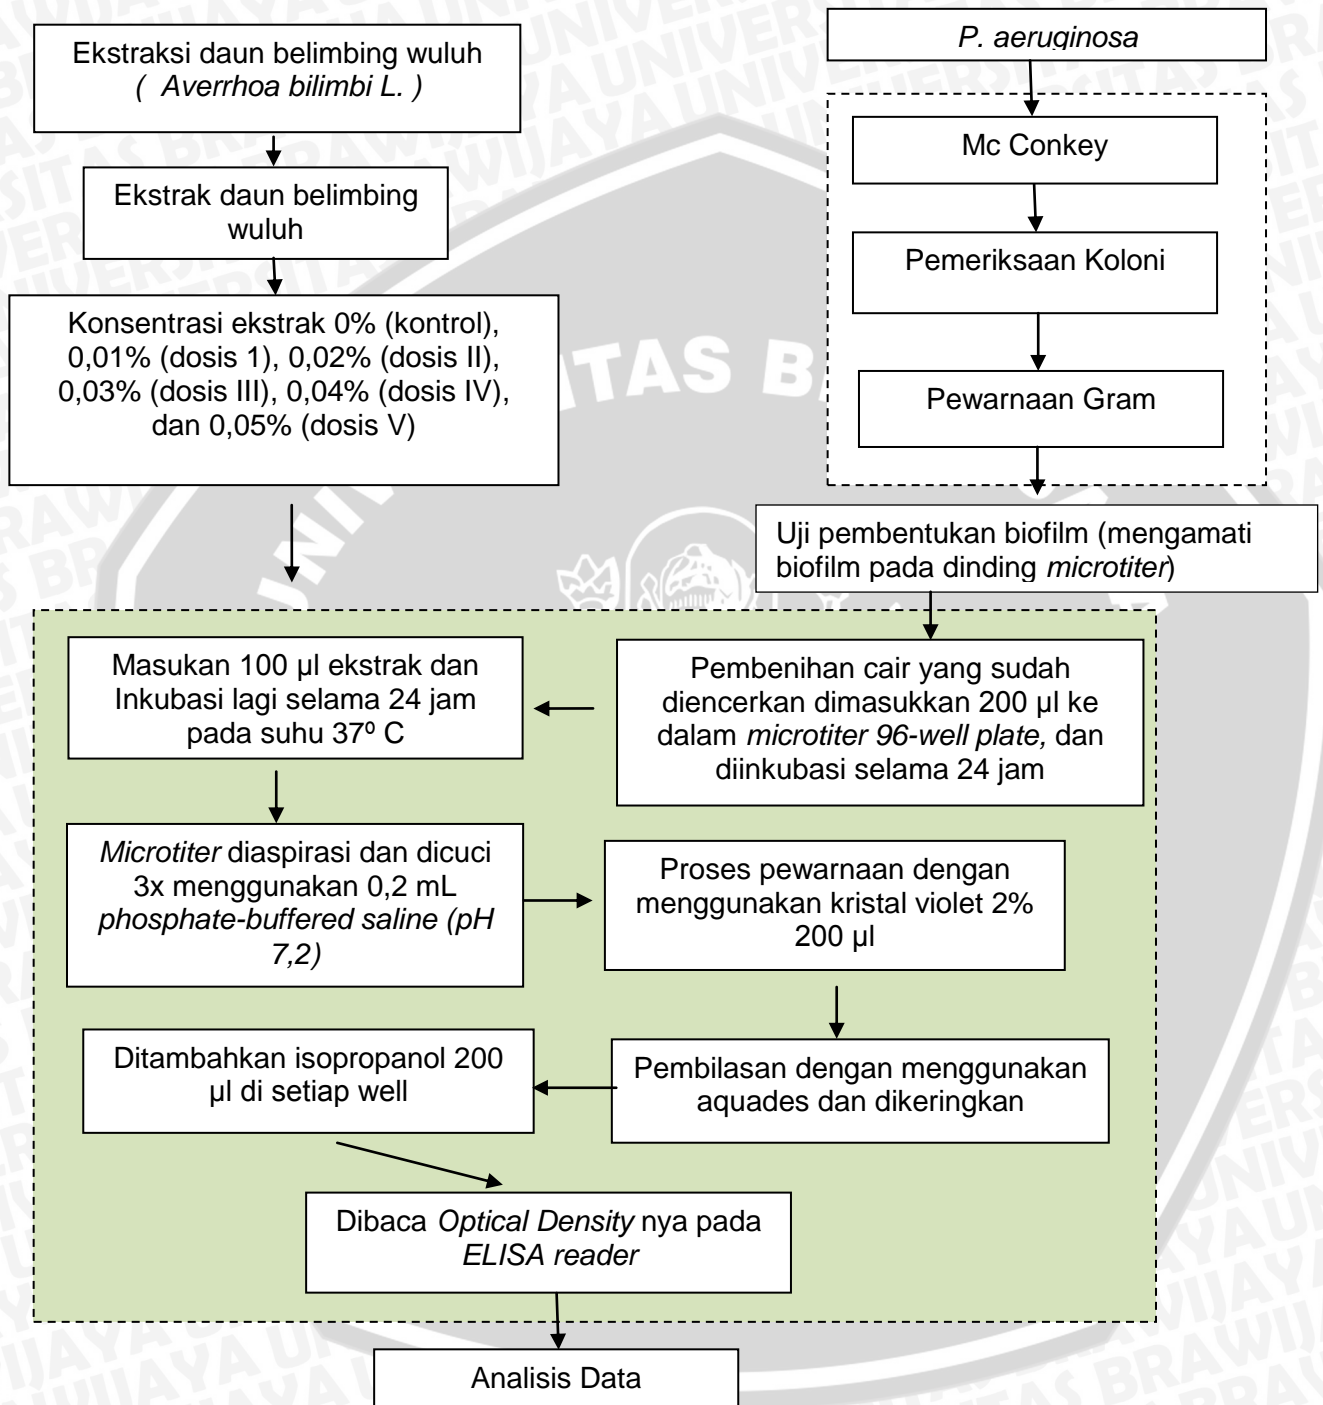 Ekstraksi daun belimbing wuluh
( Averrhoa bilimbi L. )
Ekstrak daun belimbing
wuluh
Konsentrasi ekstrak 0% (kontrol),
0,01% (dosis 1), 0,02% (dosis II),
0,03% (dosis III), 0,04% (dosis IV),
dan 0,05% (dosis V)
P. aeruginosa
Mc Conkey
Pemeriksaan Koloni
Pewarnaan Gram
Uji pembentukan biofilm (mengamati
biofilm pada dinding microtiter)
Pembenihan cair yang sudah
diencerkan dimasukkan 200 µl ke
dalam microtiter 96-well plate, dan
diinkubasi selama 24 jam
Masukan 100 µl ekstrak dan
Inkubasi lagi selama 24 jam
pada suhu 37⁰ C
Microtiter diaspirasi dan dicuci
3x menggunakan 0,2 mL
phosphate-buffered saline (pH
7,2)
Proses pewarnaan dengan
menggunakan kristal violet 2%
200 µl
Pembilasan dengan menggunakan
aquades dan dikeringkan
Ditambahkan isopropanol 200
µl di setiap well
Dibaca Optical Density nya pada
ELISA reader
Analisis Data